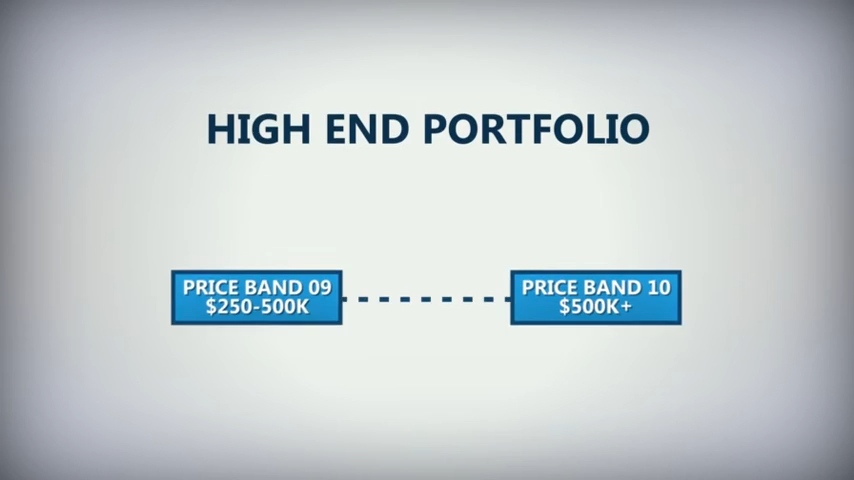 HIGH END PORTFOLIO
PRICE BAND 09
$250-500K
PRICE BAND 10
$500K+